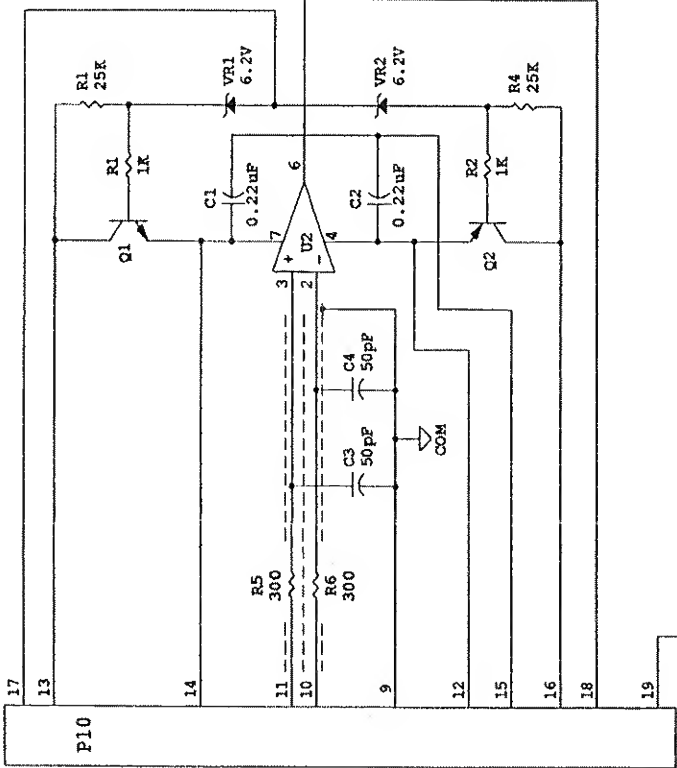 17
13
14
11
10
9
12
15
16
18
19
P10
R1
25K
R1
1K
Q1
VR1
6.2V
VR2
6.2V
R4
25K
C1
0.22uF
6
7
3
+
U2
2
-
4
C2
0.22uF
R2
1K
Q2
R5
300
R6
300
C3
50pF
C4
50pF
COM